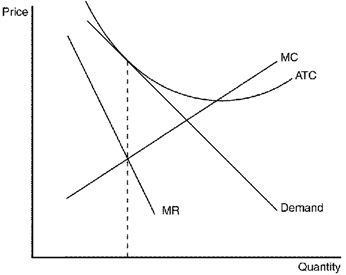 Price
MC
ATC
MR
Demand
Quantity